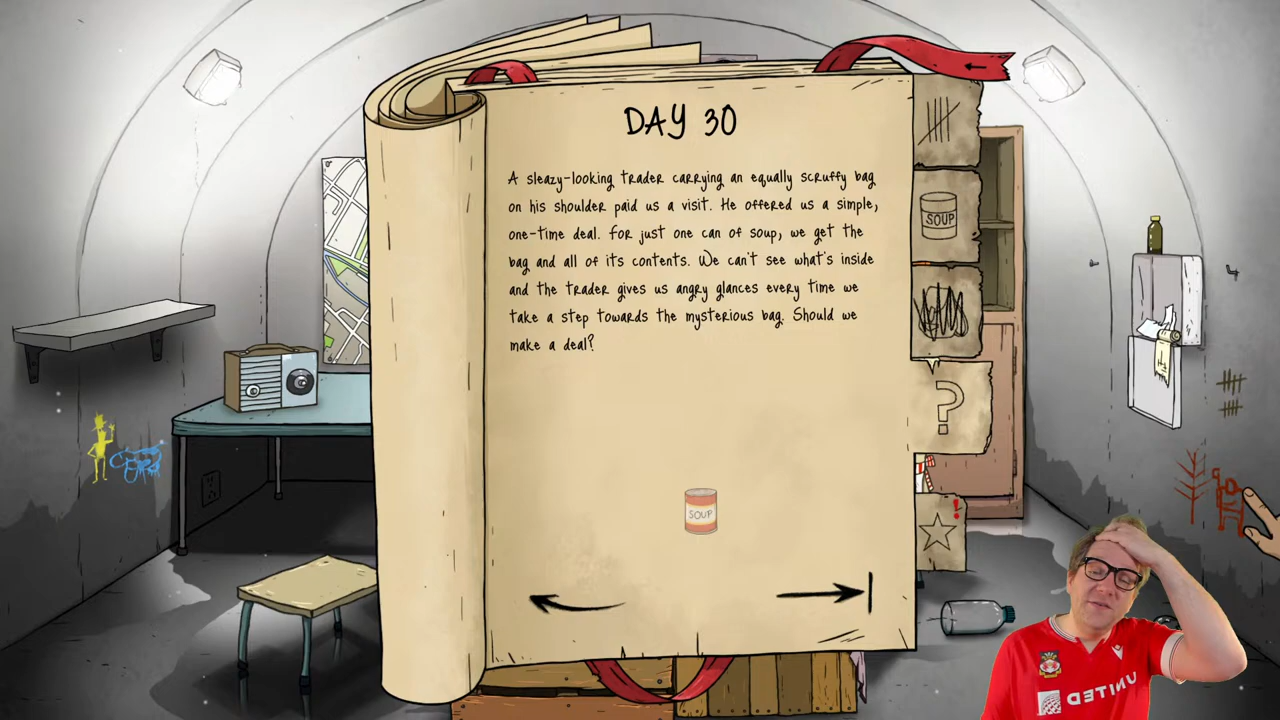 DAY 30
A sleazy-looking trader carrying an equally scruffy bag
on his shoulder paid us a visit. He offered us a simple,
one-time deal. For just one can of soup, we get the
bag and all of its contents. We can't see what's inside
and the trader gives us angry glances every time we
take a step towards the mysterious bag. Should we
make a deal?
SOUP
SOUP
?
!
UNITED